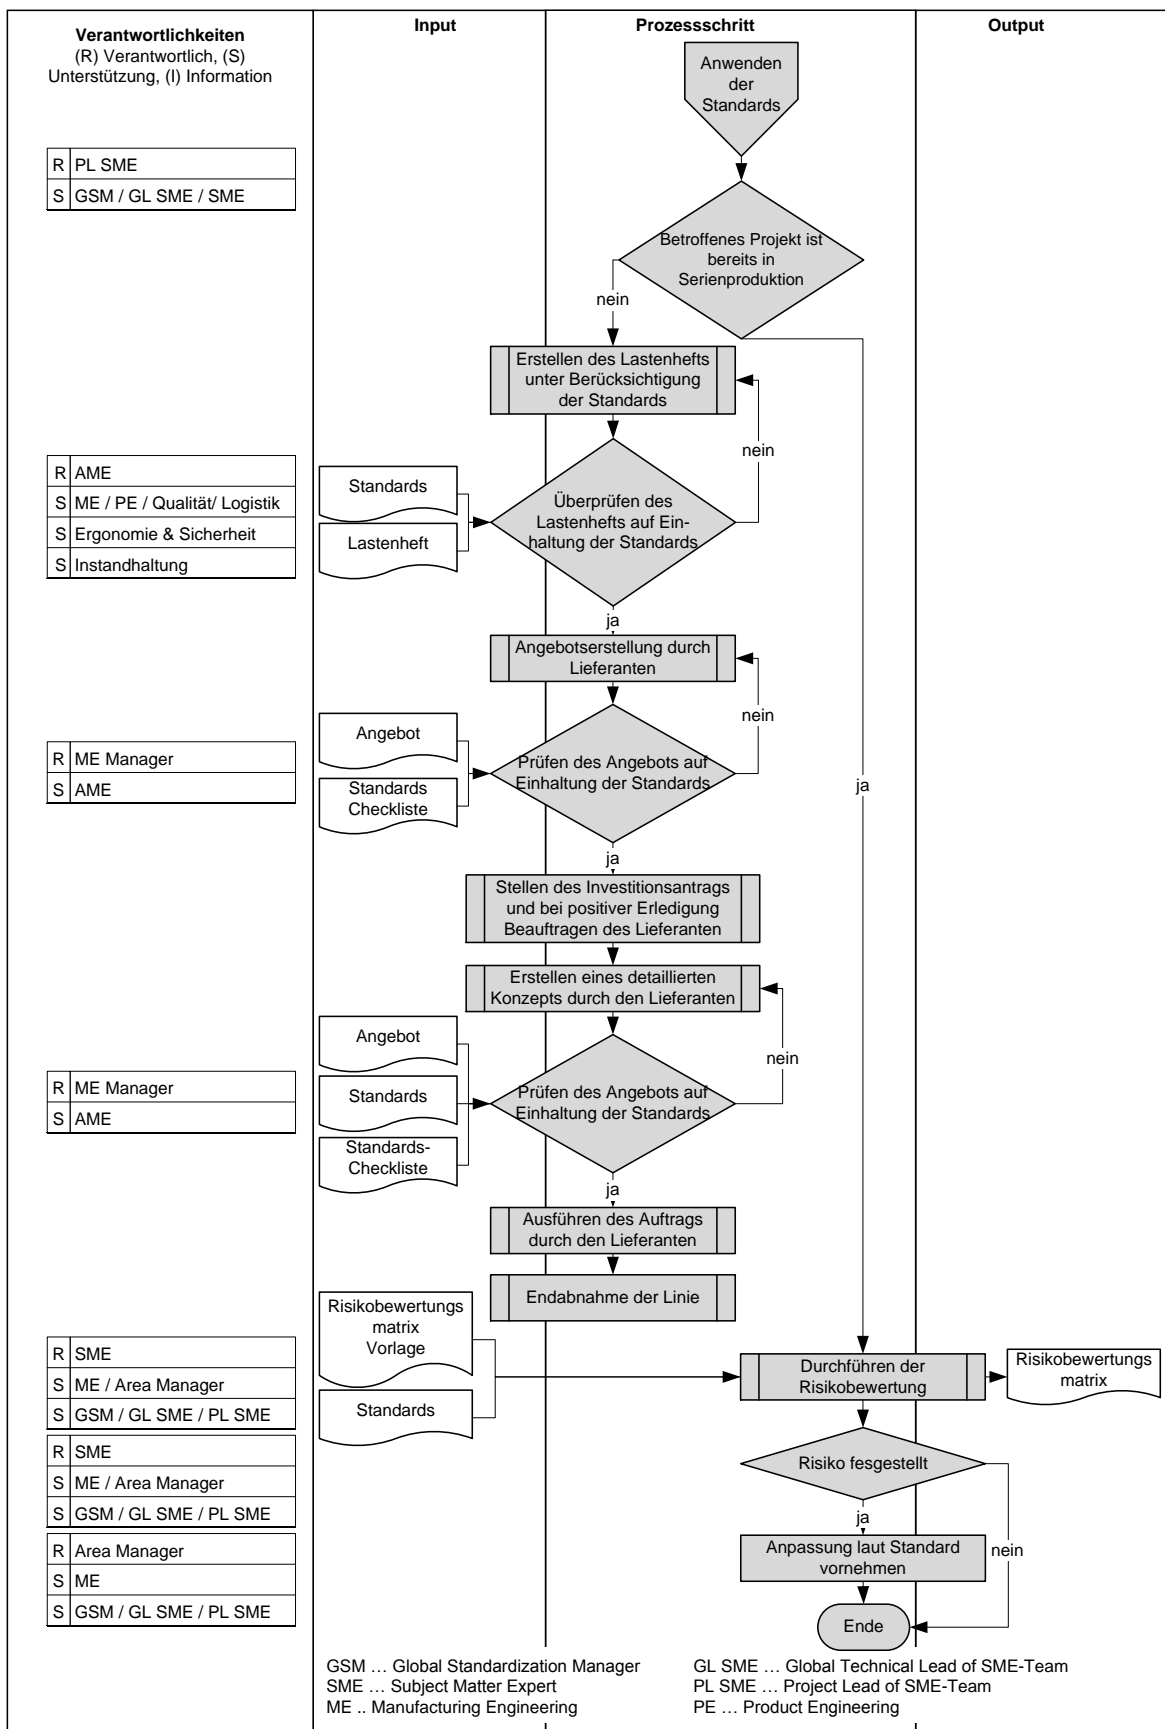 Verantwortlichkeiten
(R) Verantwortlich, (S)
Unterstützung, (I) Information
Input
Prozessschritt
Output
Anwenden
der
Standards
R PL SME
S GSM / GL SME / SME
Betroffenes Projekt ist
bereits in
Serienproduktion
nein
Erstellen des Lastenhefts
unter Berücksichtigung
der Standards
nein
R AME
S ME / PE / Qualität/ Logistik
S Ergonomie & Sicherheit
S Instandhaltung
Standards
Lastenheft
Überprüfen des
Lastenhefts auf Ein-
haltung der Standards
ja
Angebotserstellung durch
Lieferanten
nein
R ME Manager
S AME
Angebot
Standards
Checkliste
Prüfen des Angebots auf
Einhaltung der Standards
ja
ja
Stellen des Investitionsantrags
und bei positiver Erledigung
Beauftragen des Lieferanten
Erstellen eines detaillierten
Konzepts durch den Lieferanten
nein
R ME Manager
S AME
Angebot
Standards
Standards-
Checkliste
Prüfen des Angebots auf
Einhaltung der Standards
ja
Ausführen des Auftrags
durch den Lieferanten
Endabnahme der Linie
Risikobewertungs
matrix
Vorlage
Standards
R SME
S ME / Area Manager
S GSM / GL SME / PL SME
Durchführen der
Risikobewertung
Risikobewertungs
matrix
R SME
S ME / Area Manager
S GSM / GL SME / PL SME
Risiko fesgestellt
ja
nein
R Area Manager
S ME
S GSM / GL SME / PL SME
Anpassung laut Standard
vornehmen
Ende
GSM … Global Standardization Manager
SME … Subject Matter Expert
ME .. Manufacturing Engineering
GL SME … Global Technical Lead of SME-Team
PL SME … Project Lead of SME-Team
PE … Product Engineering